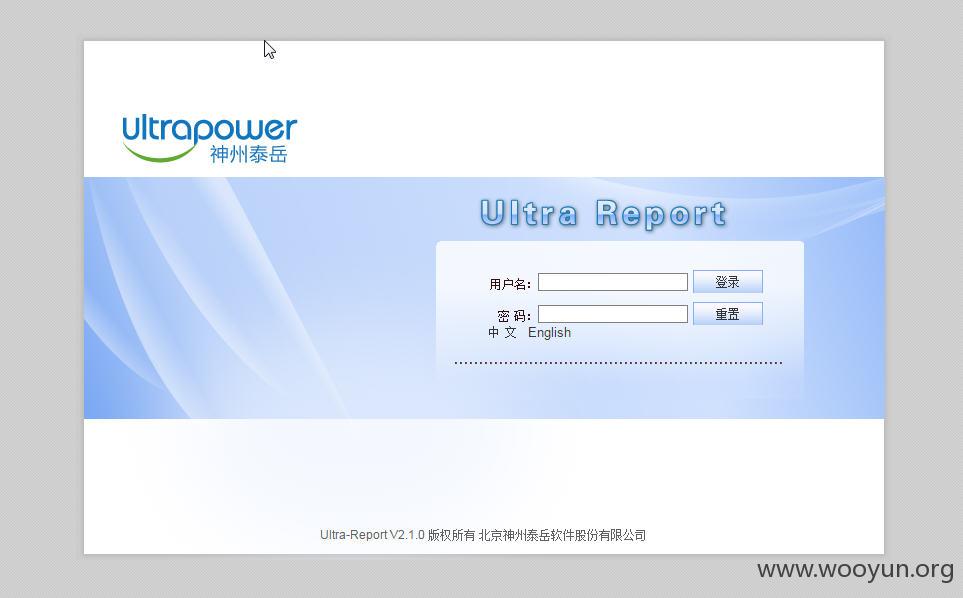 ultrapower
神州泰岳
Ultra Report
用户名： 登录
密 码： 重置
中 文 English
Ultra-Report V2.1.0 版权所有 北京神州泰岳软件股份有限公司
www.wooyun.org